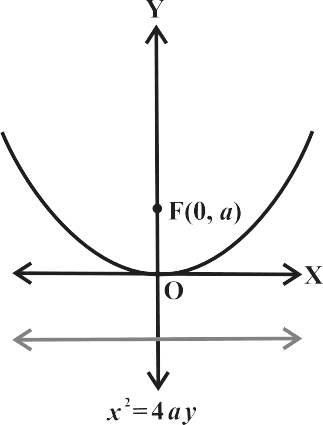 Y
F(0, a)
X
O
x²=4ay